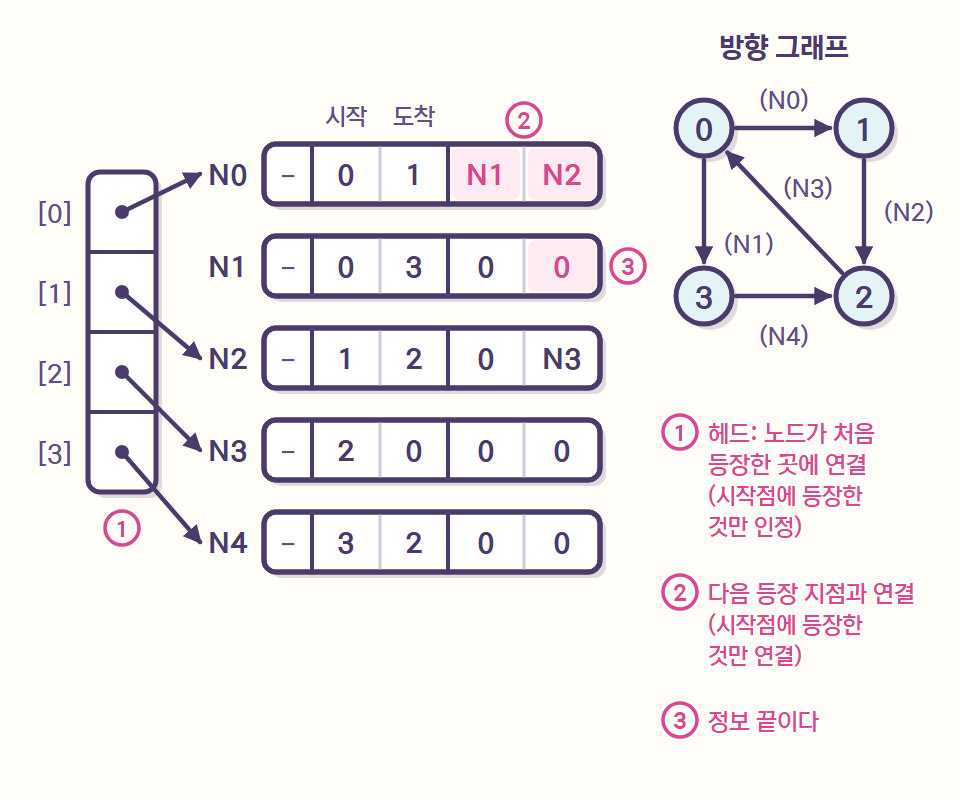 방향 그래프
(N0)
0 1
(N3)
(N2)
(N1)
3 2
(N4)
시작 도착 ②
N0 – 0 1 N1 N2
[0]
N1 – 0 3 0 0 ③
[1]
N2 – 1 2 0 N3
[2]
N3 – 2 0 0 0
[3]
N4 – 3 2 0 0
①
① 헤드: 노드가 처음
등장한 곳에 연결
(시작점에 등장한
것만 인정)
② 다음 등장 지점과 연결
(시작점에 등장한
것만 연결)
③ 정보 끝이다